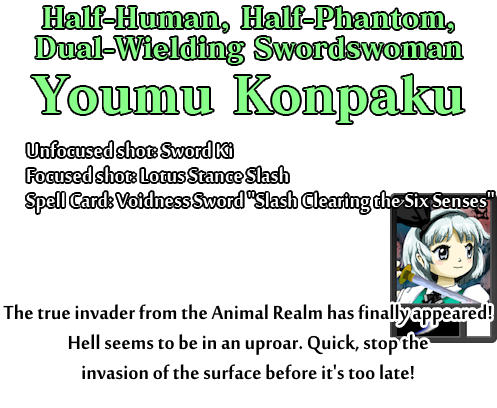 Half-Human, Half-Phantom,
Dual-Wielding Swordswoman
Youmu Konpaku
Unfocused shot: Sword Ki
Focused shot: Lotus Stance Slash
Spell Card: Voidness Sword "Slash Clearing the Six Senses"
The true invader from the Animal Realm has finally appeared!
Hell seems to be in an uproar. Quick, stop the
invasion of the surface before it's too late!